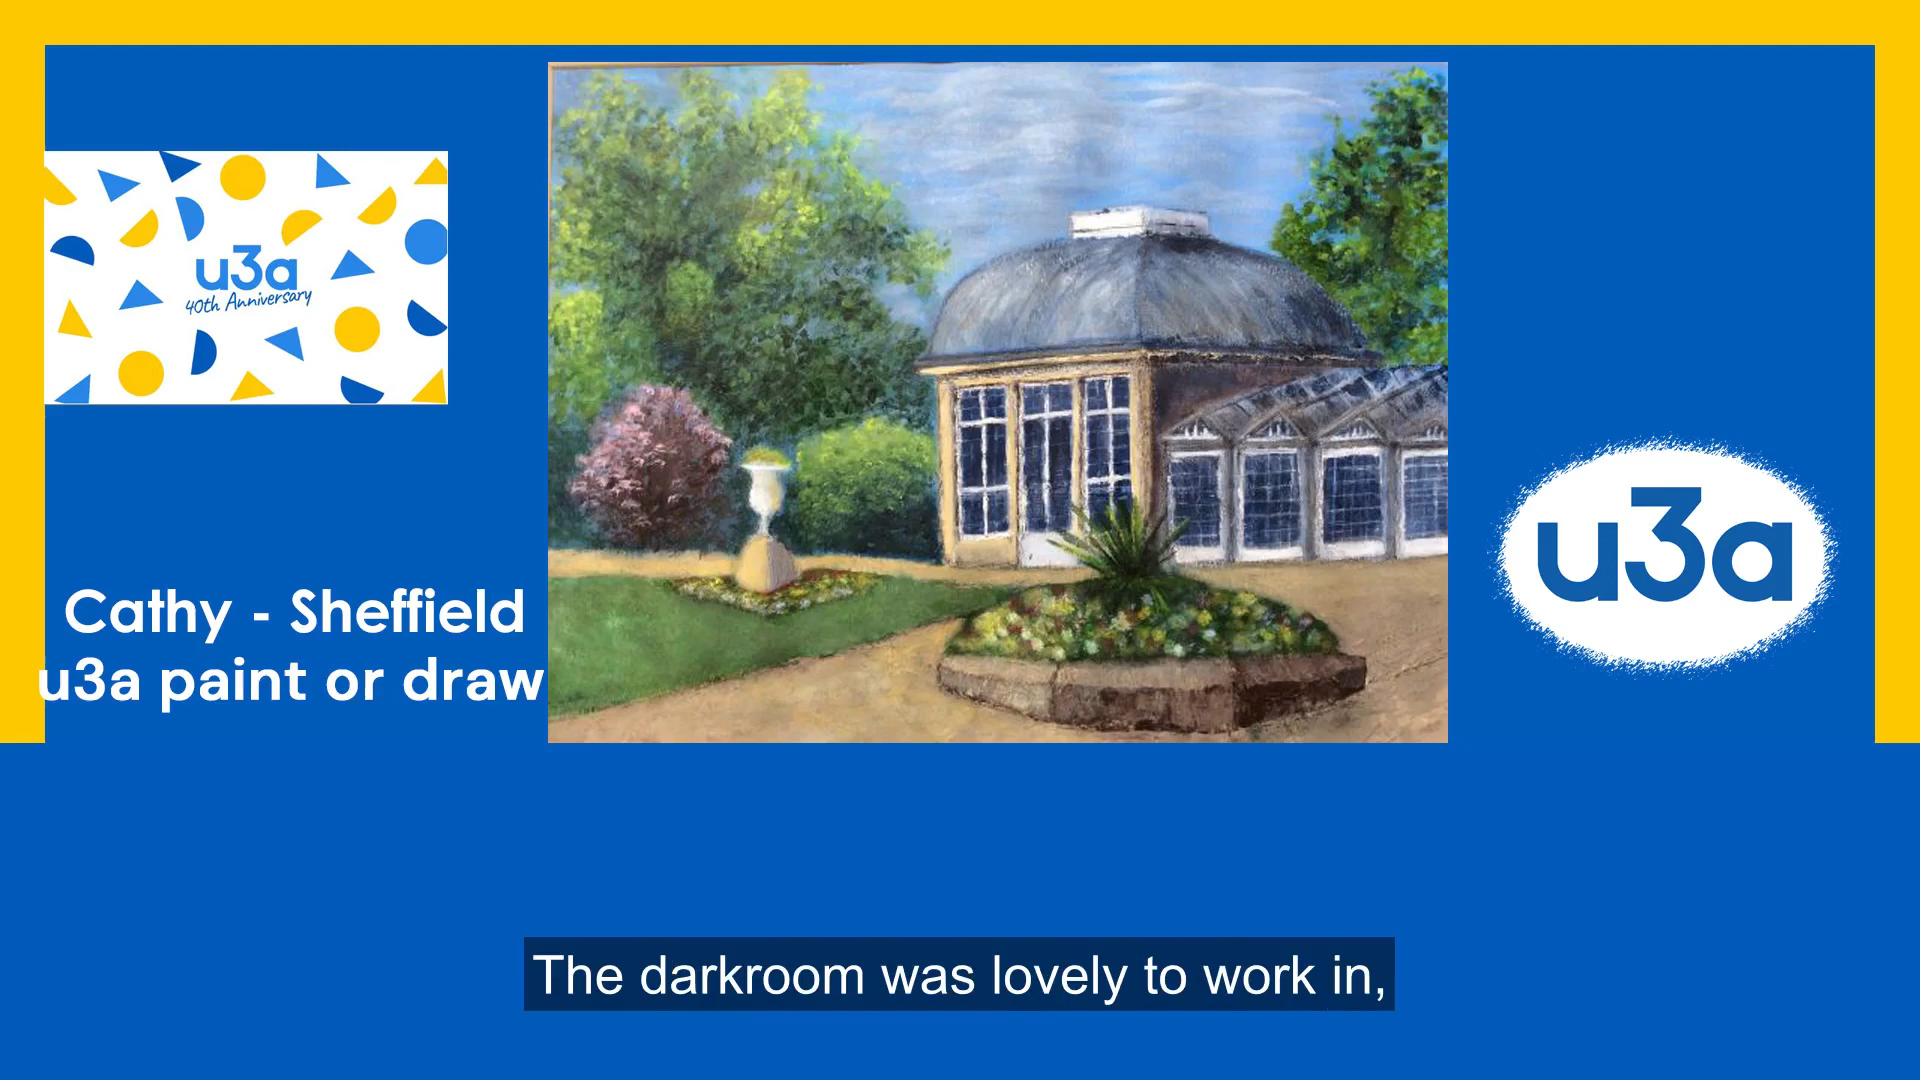 u3a
40th Anniversary
Cathy - Sheffield
u3a paint or draw
u3a
The darkroom was lovely to work in,